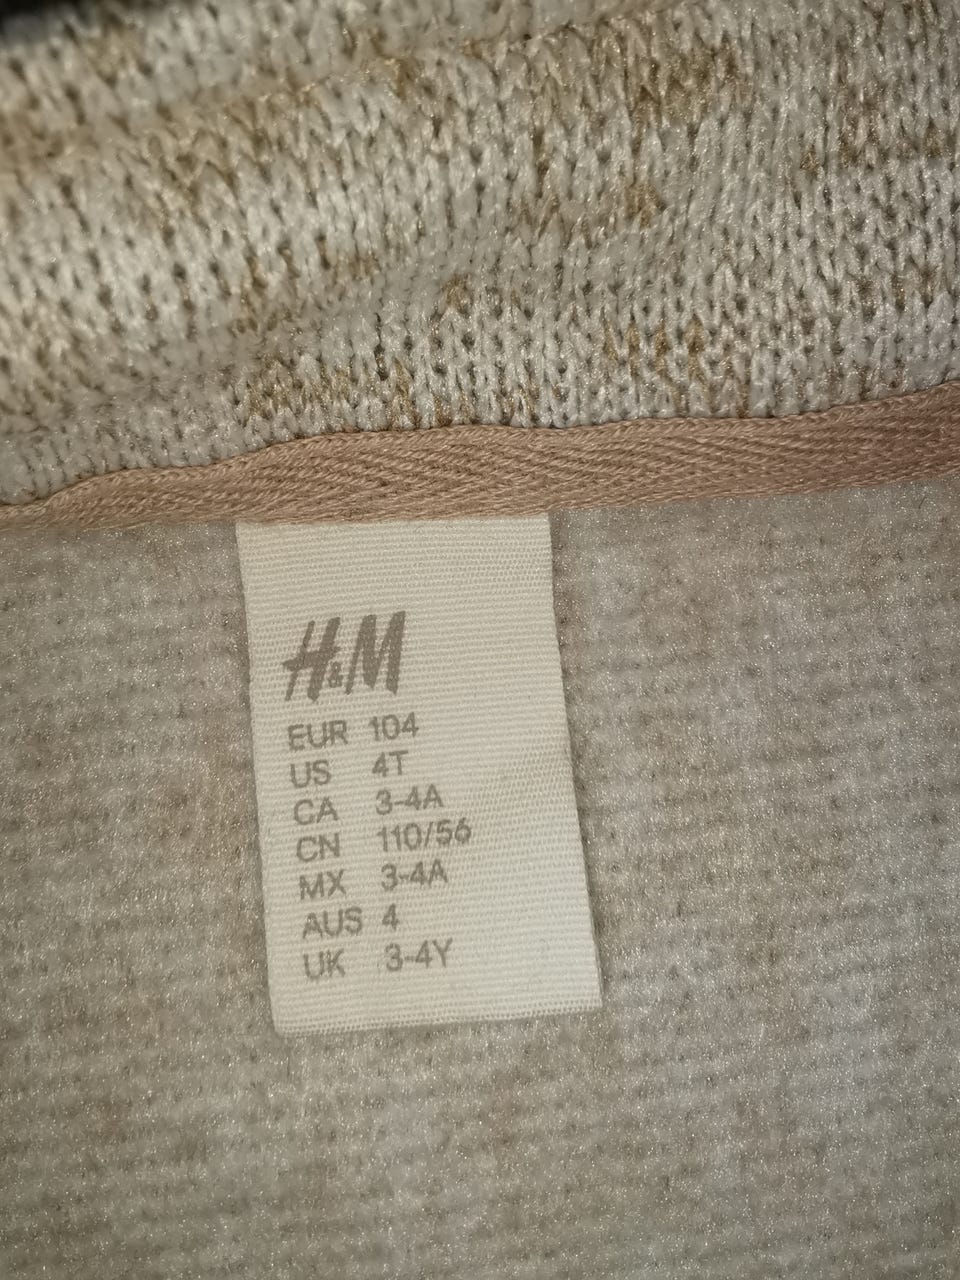 H&M
EUR 104
US 4T
CA 3-4A
CN 110/56
MX 3-4A
AUS 4
UK 3-4Y